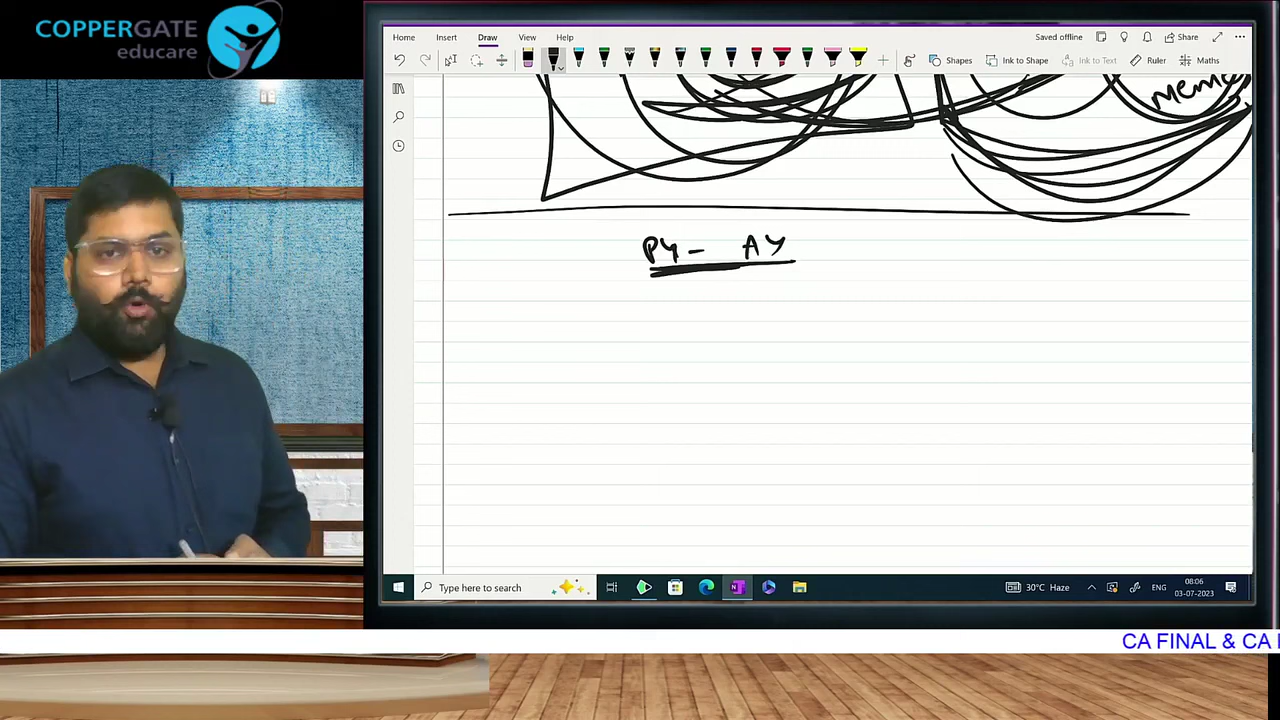 COPPERGATE
educare
Home Insert Draw View Help
Saved offline Share
Shapes Ink to Shape Ink to Text Ruler Maths
PY - AY
Type here to search
30°C Haze
ENG
08:06
03-07-2023
CA FINAL & CA